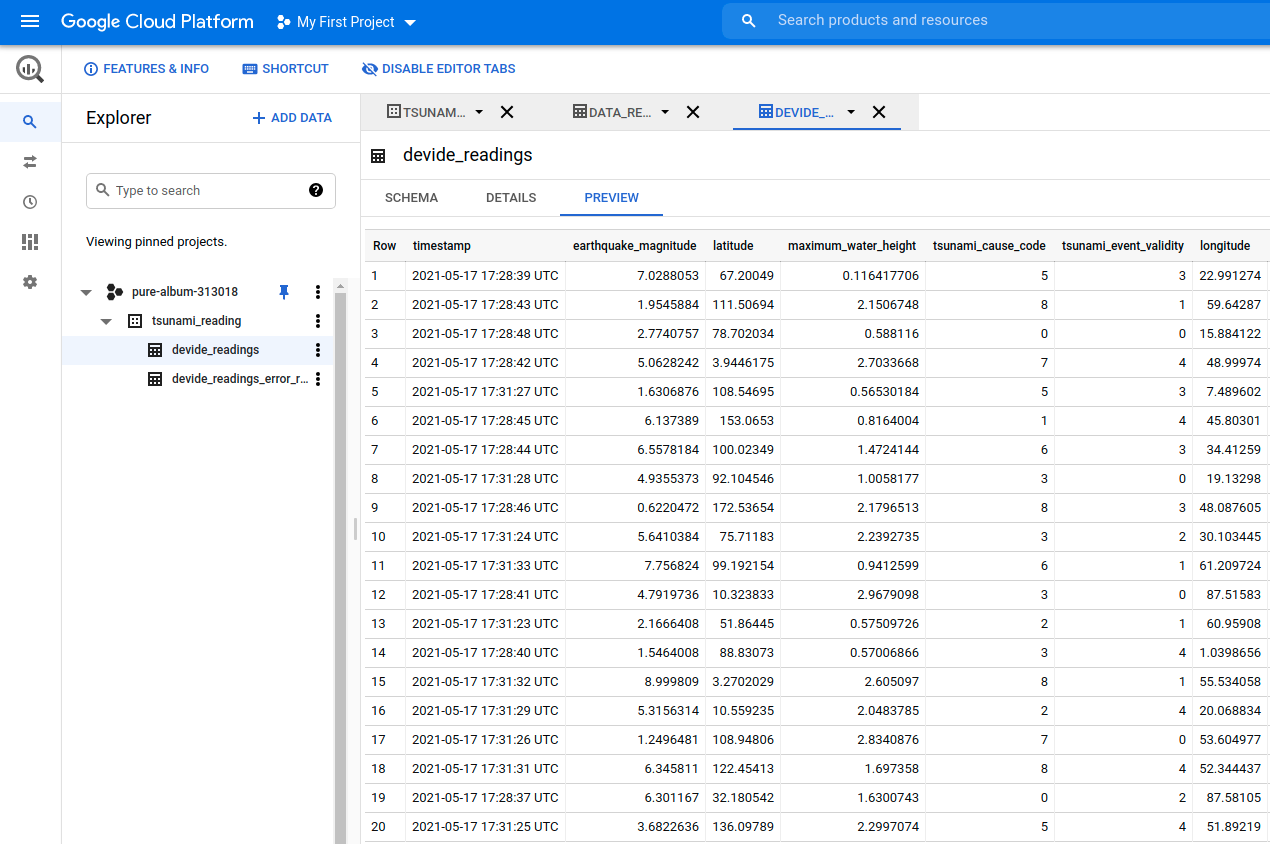 Google Cloud Platform My First Project Search products and resources
FEATURES & INFO SHORTCUT DISABLE EDITOR TABS
Explorer + ADD DATA
Type to search
Viewing pinned projects.
pure-album-313018
tsunami_reading
devide_readings
devide_readings_error_r...
TSUNAM... DATA_RE... DEVIDE_...
devide_readings
SCHEMA DETAILS PREVIEW
Row timestamp earthquake_magnitude latitude maximum_water_height tsunami_cause_code tsunami_event_validity longitude
1 2021-05-17 17:28:39 UTC 7.0288053 67.20049 0.116417706 5 3 22.991274
2 2021-05-17 17:28:43 UTC 1.9545884 111.50694 2.1506748 8 1 59.64287
3 2021-05-17 17:28:48 UTC 2.7740757 78.702034 0.588116 0 0 15.884122
4 2021-05-17 17:28:42 UTC 5.0628242 3.9446175 2.7033668 7 4 48.99974
5 2021-05-17 17:31:27 UTC 1.6306876 108.54695 0.56530184 5 3 7.489602
6 2021-05-17 17:28:45 UTC 6.137389 153.0653 0.8164004 1 4 45.80301
7 2021-05-17 17:28:44 UTC 6.5578184 100.02349 1.4724144 6 3 34.41259
8 2021-05-17 17:31:28 UTC 4.9355373 92.104546 1.0058177 3 0 19.13298
9 2021-05-17 17:28:46 UTC 0.6220472 172.53654 2.1796513 8 3 48.087605
10 2021-05-17 17:31:24 UTC 5.6410384 75.71183 2.2392735 3 2 30.103445
11 2021-05-17 17:31:33 UTC 7.756824 99.192154 0.9412599 6 1 61.209724
12 2021-05-17 17:28:41 UTC 4.7919736 10.323833 2.9679098 3 0 87.51583
13 2021-05-17 17:31:23 UTC 2.1666408 51.86445 0.57509726 2 1 60.95908
14 2021-05-17 17:28:40 UTC 1.5464008 88.83073 0.57006866 3 4 1.0398656
15 2021-05-17 17:31:32 UTC 8.999809 3.2702029 2.605097 8 1 55.534058
16 2021-05-17 17:31:29 UTC 5.3156314 10.559235 2.0483785 2 4 20.068834
17 2021-05-17 17:31:26 UTC 1.2496481 108.94806 2.8340876 7 0 53.604977
18 2021-05-17 17:31:31 UTC 6.345811 122.45413 1.697358 8 4 52.344437
19 2021-05-17 17:28:37 UTC 6.301167 32.180542 1.6300743 0 2 87.58105
20 2021-05-17 17:31:25 UTC 3.6822636 136.09789 2.2997074 5 4 51.89219